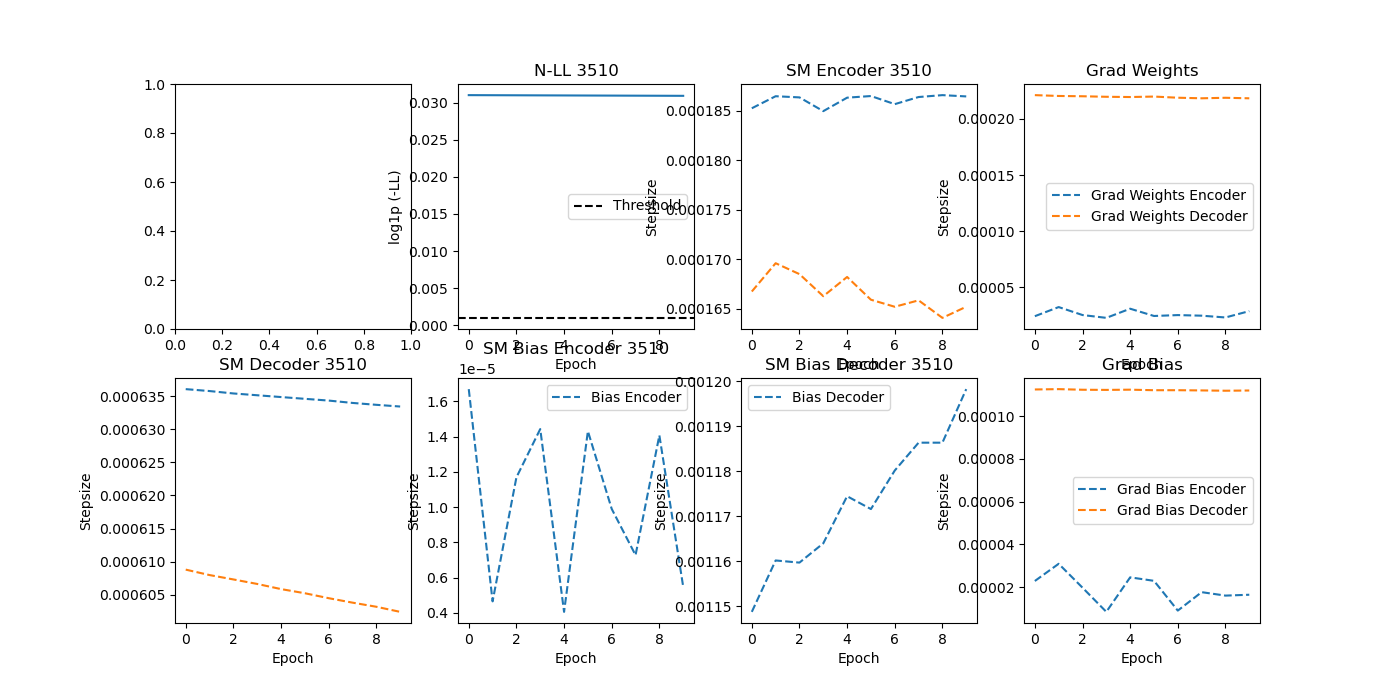 N-LL 3510
SM Encoder 3510
Grad Weights
1.0
0.8
0.6
0.4
0.2
0.0
0.0 0.2 0.4 0.6 0.8 1.0
log1p (-LL)
0.030
0.025
0.020
0.015
0.010
0.005
0.000
Threshold
0 2 4 6 8
Epoch
Stepsize
0.000185
0.000180
0.000175
0.000170
0.000165
0 2 4 6 8
Epoch
Stepsize
0.00020
0.00015
0.00010
0.00005
Grad Weights Encoder
Grad Weights Decoder
0 2 4 6 8
Epoch
SM Decoder 3510
SM Bias Encoder 3510
SM Bias Decoder 3510
Grad Bias
Stepsize
0.000635
0.000630
0.000625
0.000620
0.000615
0.000610
0.000605
0 2 4 6 8
Epoch
Stepsize
1e−5
1.6
1.4
1.2
1.0
0.8
0.6
0.4
Bias Encoder
0 2 4 6 8
Epoch
Stepsize
0.00120
0.00119
0.00118
0.00117
0.00116
0.00115
Bias Decoder
0 2 4 6 8
Epoch
Stepsize
0.00010
0.00008
0.00006
0.00004
0.00002
Grad Bias Encoder
Grad Bias Decoder
0 2 4 6 8
Epoch